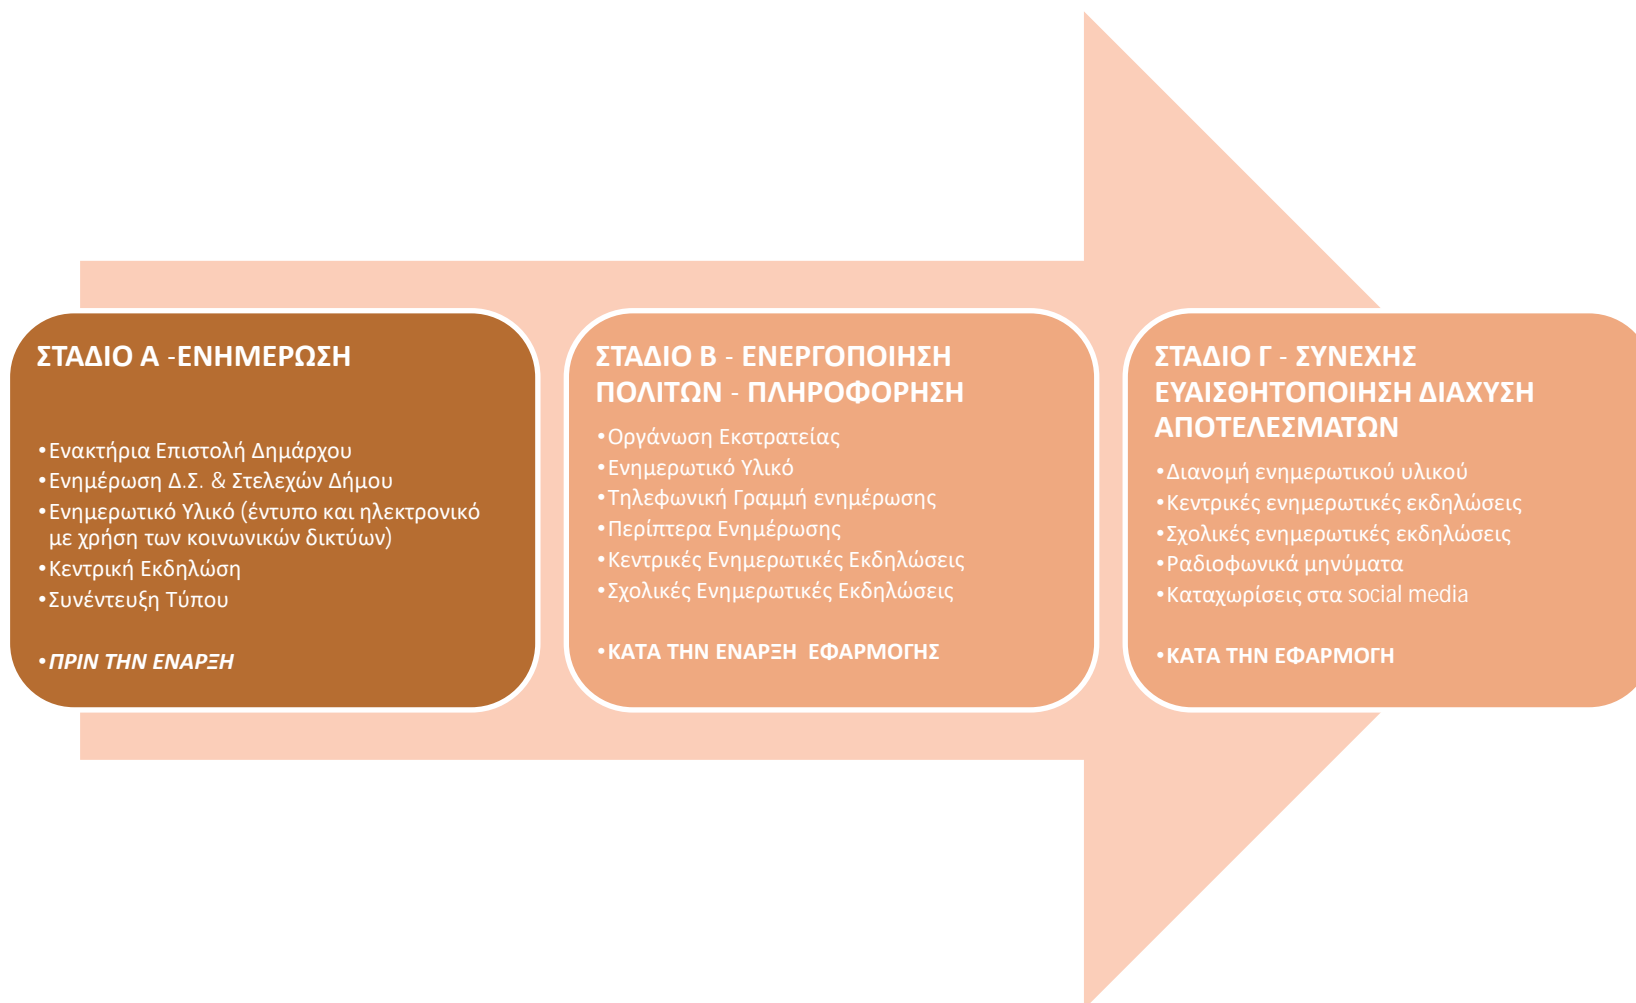 ΣΤΑΔΙΟ Α -ΕΝΗΜΕΡΩΣΗ
•Ενακτήρια Επιστολή Δημάρχου
•Ενημέρωση Δ.Σ. & Στελεχών Δήμου
•Ενημερωτικό Υλικό (έντυπο και ηλεκτρονικό
με χρήση των κοινωνικών δικτύων)
•Κεντρική Εκδηλώση
•Συνέντευξη Τύπου
•ΠΡΙΝ ΤΗΝ ΕΝΑΡΞΗ
ΣΤΑΔΙΟ Β - ΕΝΕΡΓΟΠΟΙΗΣΗ
ΠΟΛΙΤΩΝ - ΠΛΗΡΟΦΟΡΗΣΗ
•Οργάνωση Εκστρατείας
•Ενημερωτικό Υλικό
•Τηλεφωνική Γραμμή ενημέρωσης
•Περίπτερα Ενημέρωσης
•Κεντρικές Ενημερωτικές Εκδηλώσεις
•Σχολικές Ενημερωτικές Εκδηλώσεις
•ΚΑΤΑ ΤΗΝ ΕΝΑΡΞΗ  ΕΦΑΡΜΟΓΗΣ
ΣΤΑΔΙΟ Γ - ΣΥΝΕΧΗΣ
ΕΥΑΙΣΘΗΤΟΠΟΙΗΣΗ ΔΙΑΧΥΣΗ
ΑΠΟΤΕΛΕΣΜΑΤΩΝ
•Διανομή ενημερωτικού υλικού
•Κεντρικές ενημερωτικές εκδηλώσεις
•Σχολικές ενημερωτικές εκδηλώσεις
•Ραδιοφωνικά μηνύματα
•Καταχωρίσεις στα social media
•ΚΑΤΑ ΤΗΝ ΕΦΑΡΜΟΓΗ